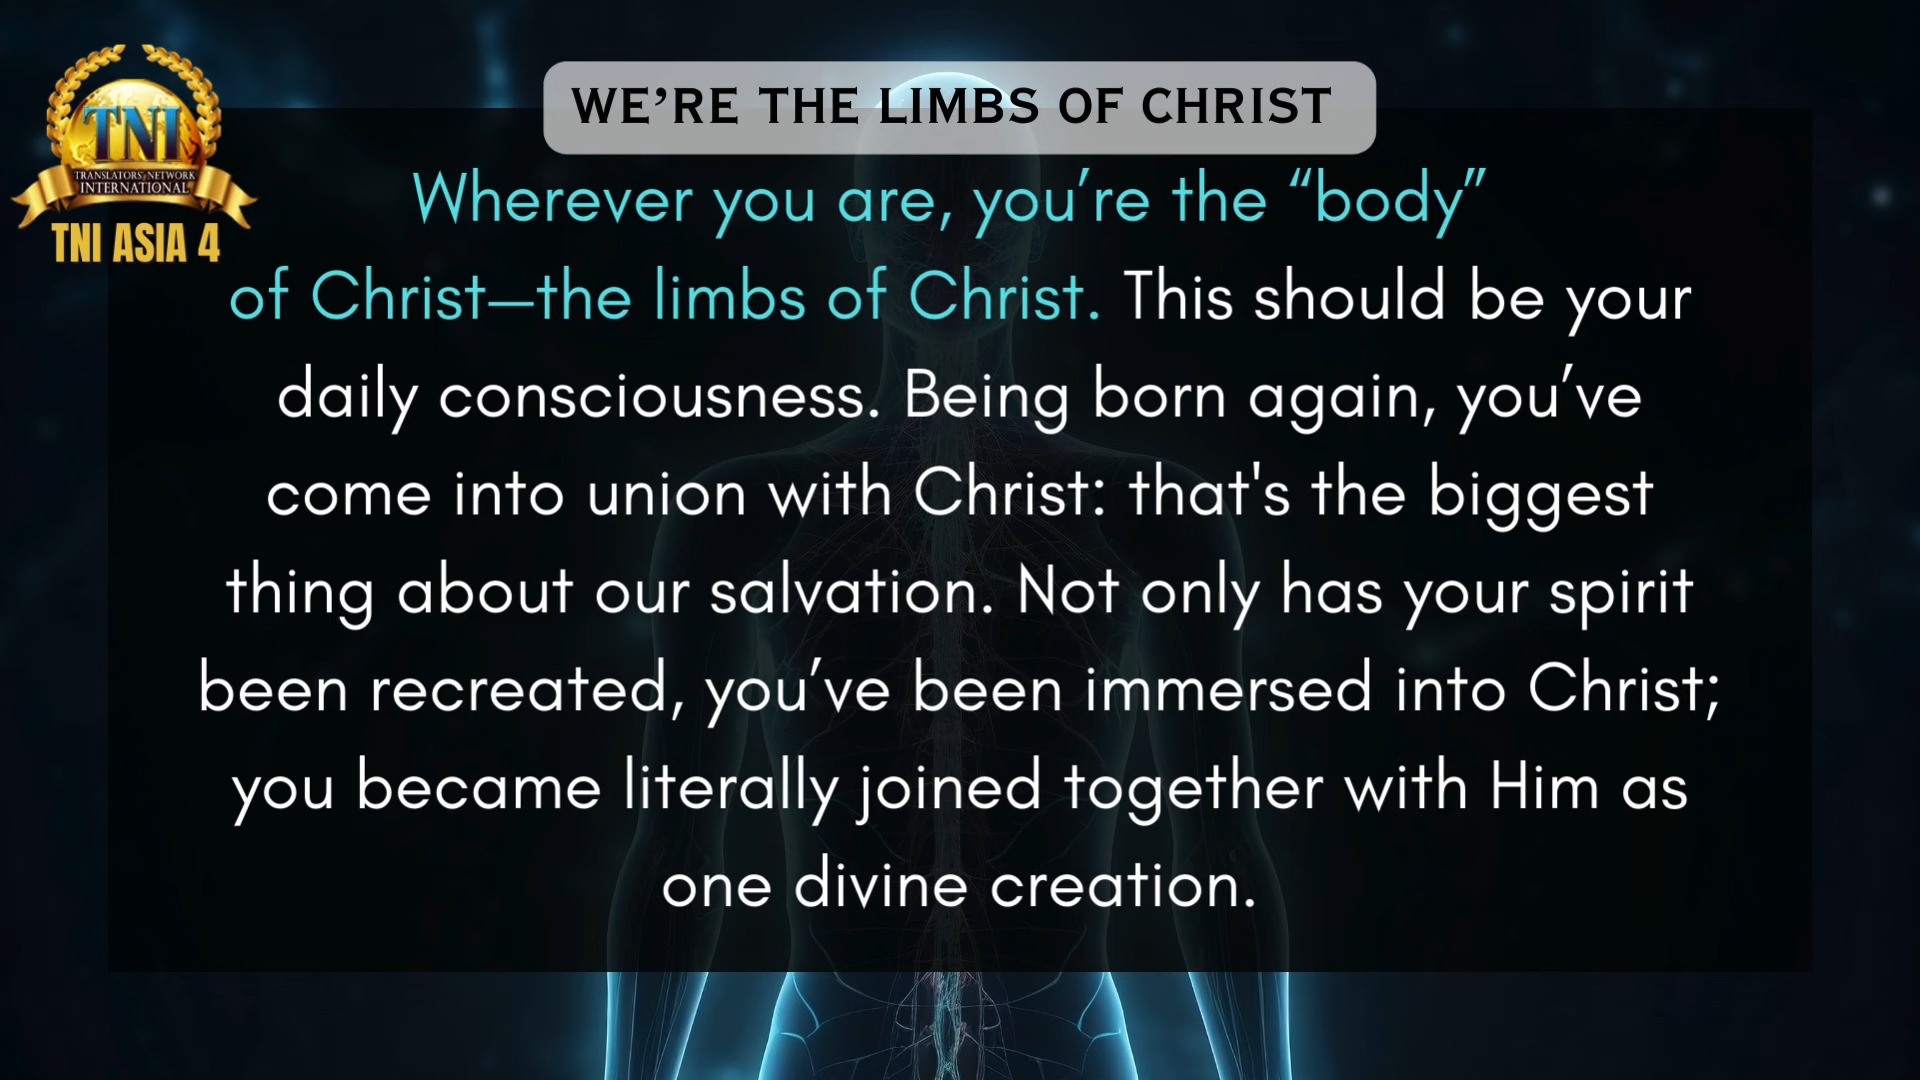 TNI
TRANSLATORS' NETWORK
INTERNATIONAL
TNI ASIA 4
WE’RE THE LIMBS OF CHRIST
Wherever you are, you’re the “body”
of Christ—the limbs of Christ. This should be your
daily consciousness. Being born again, you’ve
come into union with Christ: that's the biggest
thing about our salvation. Not only has your spirit
been recreated, you’ve been immersed into Christ;
you became literally joined together with Him as
one divine creation.